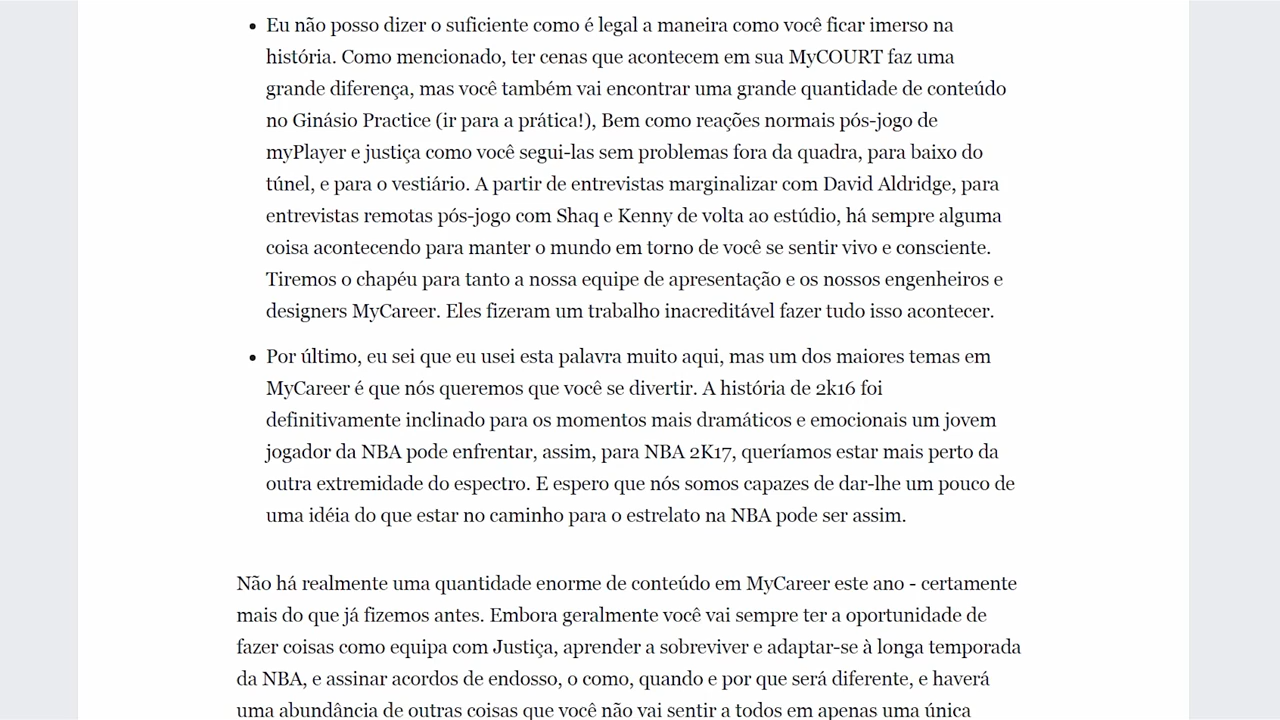 • Eu não posso dizer o suficiente como é legal a maneira como você ficar imerso na
história. Como mencionado, ter cenas que acontecem em sua MyCOURT faz uma
grande diferença, mas você também vai encontrar uma grande quantidade de conteúdo
no Ginásio Practice (ir para a prática!), Bem como reações normais pós-jogo de
myPlayer e justiça como você segui-las sem problemas fora da quadra, para baixo do
túnel, e para o vestiário. A partir de entrevistas marginalizar com David Aldridge, para
entrevistas remotas pós-jogo com Shaq e Kenny de volta ao estúdio, há sempre alguma
coisa acontecendo para manter o mundo em torno de você se sentir vivo e consciente.
Tiremos o chapéu para tanto a nossa equipe de apresentação e os nossos engenheiros e
designers MyCareer. Eles fizeram um trabalho inacreditável fazer tudo isso acontecer.
• Por último, eu sei que eu usei esta palavra muito aqui, mas um dos maiores temas em
MyCareer é que nós queremos que você se divertir. A história de 2k16 foi
definitivamente inclinado para os momentos mais dramáticos e emocionais um jovem
jogador da NBA pode enfrentar, assim, para NBA 2K17, queríamos estar mais perto da
outra extremidade do espectro. E espero que nós somos capazes de dar-lhe um pouco de
uma idéia do que estar no caminho para o estrelato na NBA pode ser assim.
Não há realmente uma quantidade enorme de conteúdo em MyCareer este ano - certamente
mais do que já fizemos antes. Embora geralmente você vai sempre ter a oportunidade de
fazer coisas como equipa com Justiça, aprender a sobreviver e adaptar-se à longa temporada
da NBA, e assinar acordos de endosso, o como, quando e por que será diferente, e haverá
uma abundância de outras coisas que você não vai sentir a todos em apenas uma única